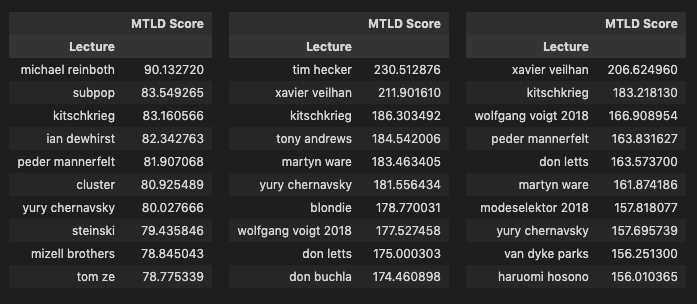 MTLD Score
Lecture
michael reinboth 90.132720
subpop 83.549265
kitschkrieg 83.160566
ian dewhirst 82.342763
peder mannerfelt 81.907068
cluster 80.925489
yury chernavsky 80.027666
steinski 79.435846
mizell brothers 78.845043
tom ze 78.775339
MTLD Score
Lecture
tim hecker 230.512876
xavier veilhan 211.901610
kitschkrieg 186.303492
tony andrews 184.542006
martyn ware 183.463405
yury chernavsky 181.556434
blondie 178.770031
wolfgang voigt 2018 177.527458
don letts 175.000303
don buchla 174.460898
MTLD Score
Lecture
xavier veilhan 206.624960
kitschkrieg 183.218130
wolfgang voigt 2018 166.908954
peder mannerfelt 163.831627
don letts 163.573700
martyn ware 161.874186
modeselektor 2018 157.818077
yury chernavsky 157.695739
van dyke parks 156.251300
haruomi hosono 156.010365